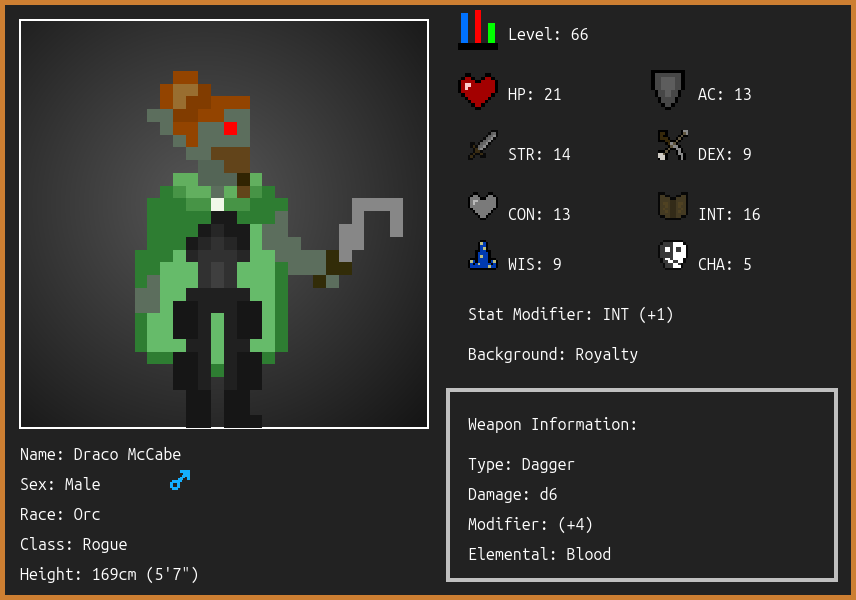 Level: 66
HP: 21
AC: 13
STR: 14
DEX: 9
CON: 13
INT: 16
WIS: 9
CHA: 5
Stat Modifier: INT (+1)
Background: Royalty
Weapon Information:
Type: Dagger
Damage: d6
Modifier: (+4)
Elemental: Blood
Name: Draco McCabe
Sex: Male
Race: Orc
Class: Rogue
Height: 169cm (5'7")